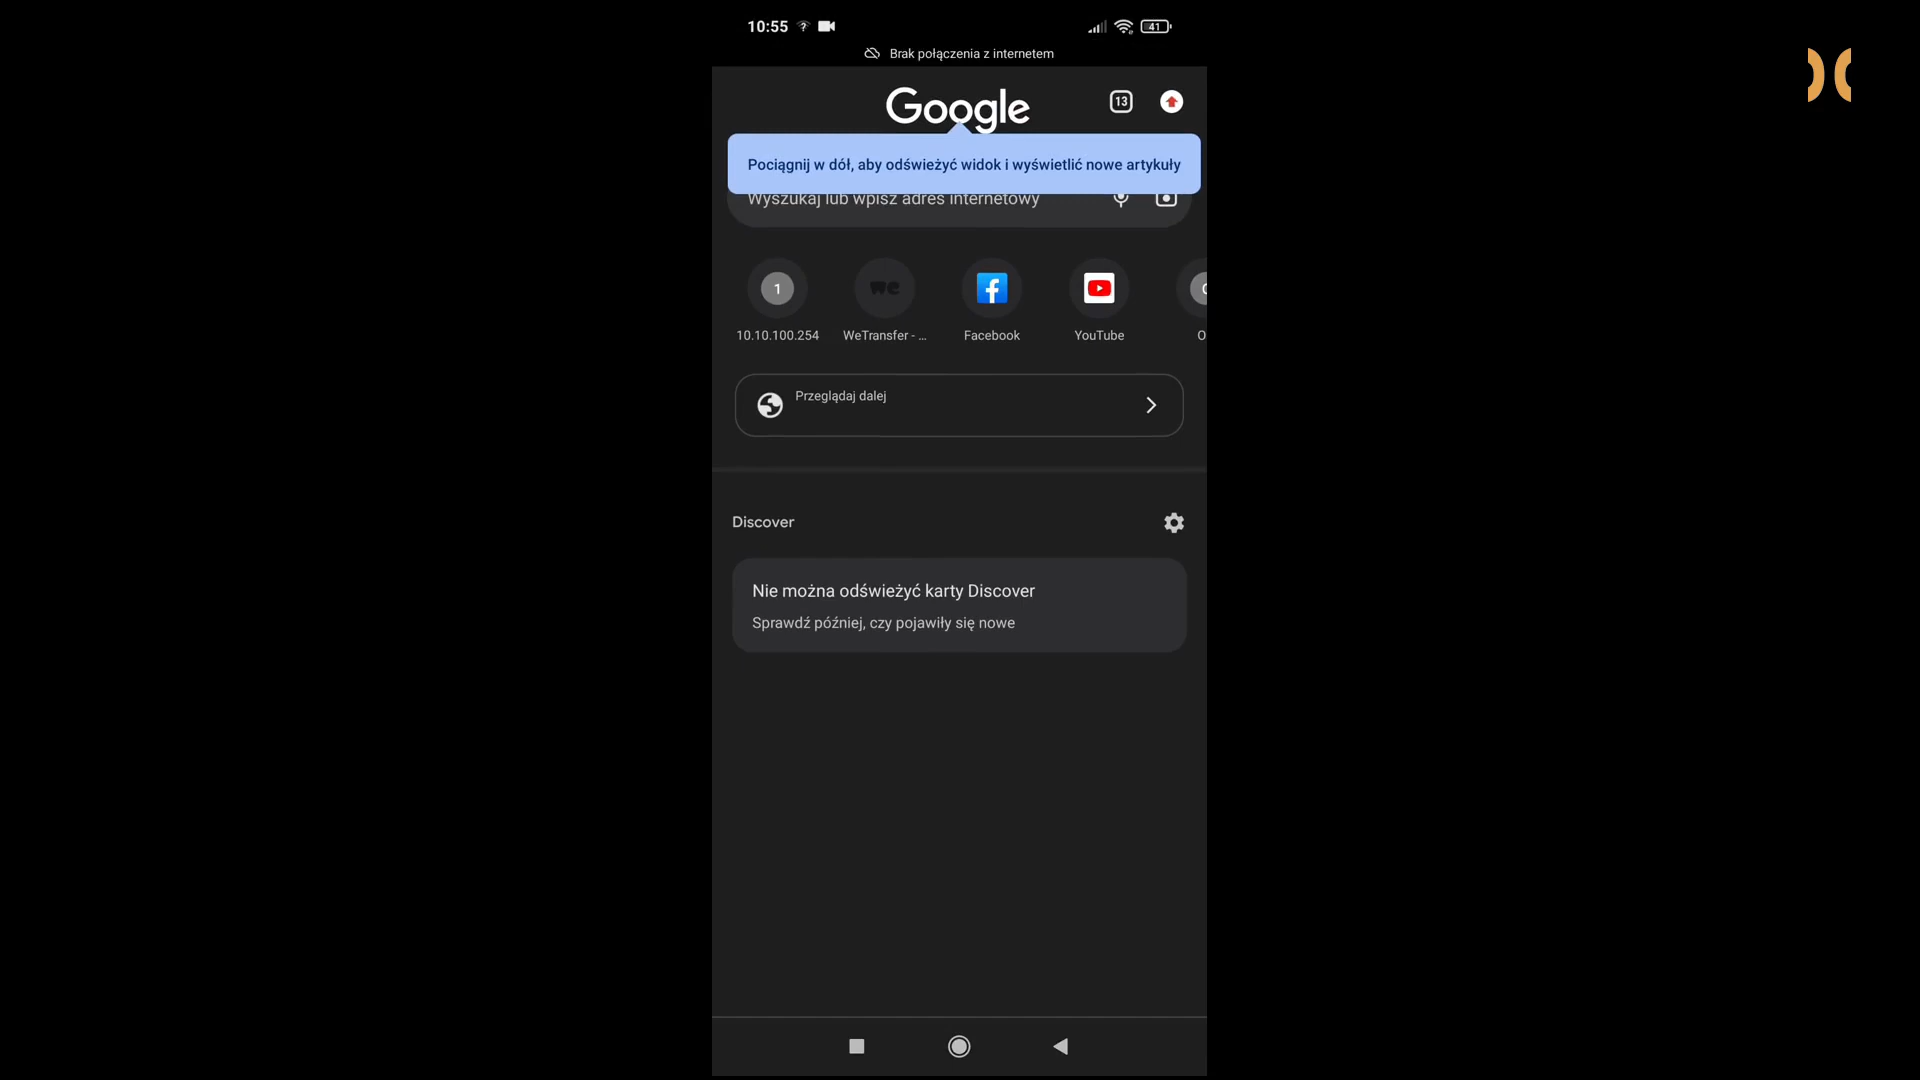 10:55
41
Brak połączenia z internetem
Google
13
Pociągnij w dół, aby odświeżyć widok i wyświetlić nowe artykuły
Wyszukaj lub wpisz adres internetowy
1
we
10.10.100.254
WeTransfer - ...
Facebook
YouTube
O
Przeglądaj dalej
Discover
Nie można odświeżyć karty Discover
Sprawdź później, czy pojawiły się nowe